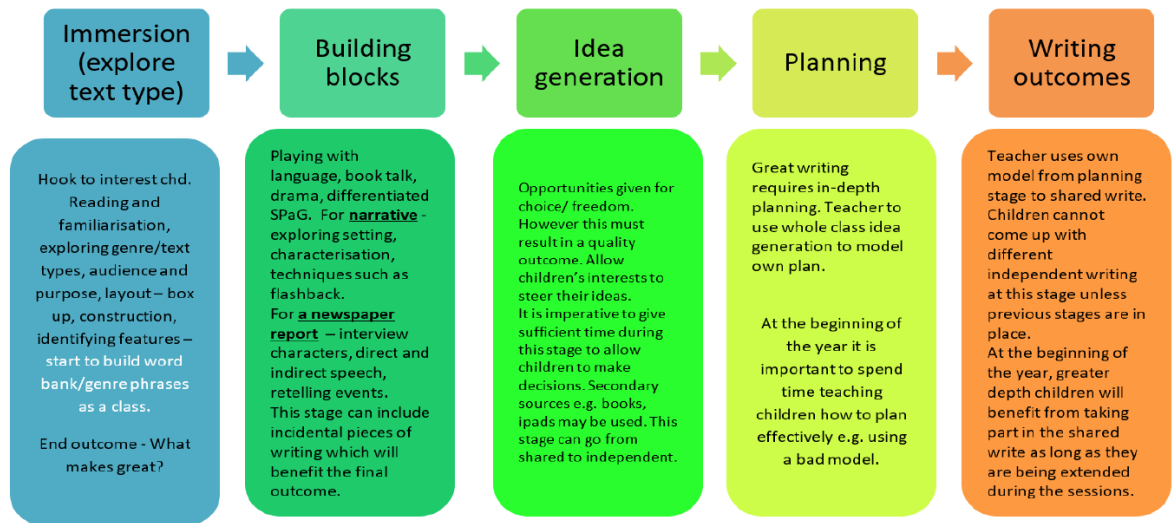 Immersion
(explore
text type)
Building
blocks
Idea
generation
Planning
Writing
outcomes
Hook to interest chd.
Reading and
familiarisation,
exploring genre/text
types, audience and
purpose, layout – box
up, construction,
identifying features –
start to build word
bank/genre phrases
as a class.
End outcome - What
makes great?
Playing with
language, book talk,
drama, differentiated
SPaG.  For narrative -
exploring setting,
characterisation,
techniques such as
flashback.
For a newspaper
report – interview
characters, direct and
indirect speech,
retelling events.
This stage can include
incidental pieces of
writing which will
benefit the final
outcome.
Opportunities given for
choice/ freedom.
However this must
result in a quality
outcome. Allow
children's interests to
steer their ideas.
It is imperative to give
sufficient time during
this stage to allow
children to make
decisions. Secondary
sources e.g. books,
ipads may be used. This
stage can go from
shared to independent.
Great writing
requires in-depth
planning. Teacher to
use whole class idea
generation to model
own plan.
At the beginning of
the year it is
important to spend
time teaching
children how to plan
effectively e.g. using
a bad model.
Teacher uses own
model from planning
stage to shared write.
Children cannot
come up with
different
independent writing
at this stage unless
previous stages are in
place.
At the beginning of
the year, greater
depth children will
benefit from taking
part in the shared
write as long as they
are being extended
during the sessions.